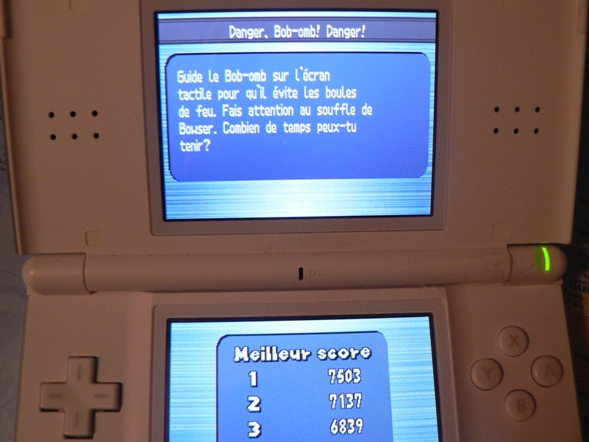 Danger, Bob-omb! Danger!
Guide le Bob-omb sur l'écran
tactile pour qu'il évite les boules
de feu. Fais attention au souffle de
Bowser. Combien de temps peux-tu
tenir?
MIC.
Meilleur score
1 7503
2 7137
3 6839
X
Y
A
B